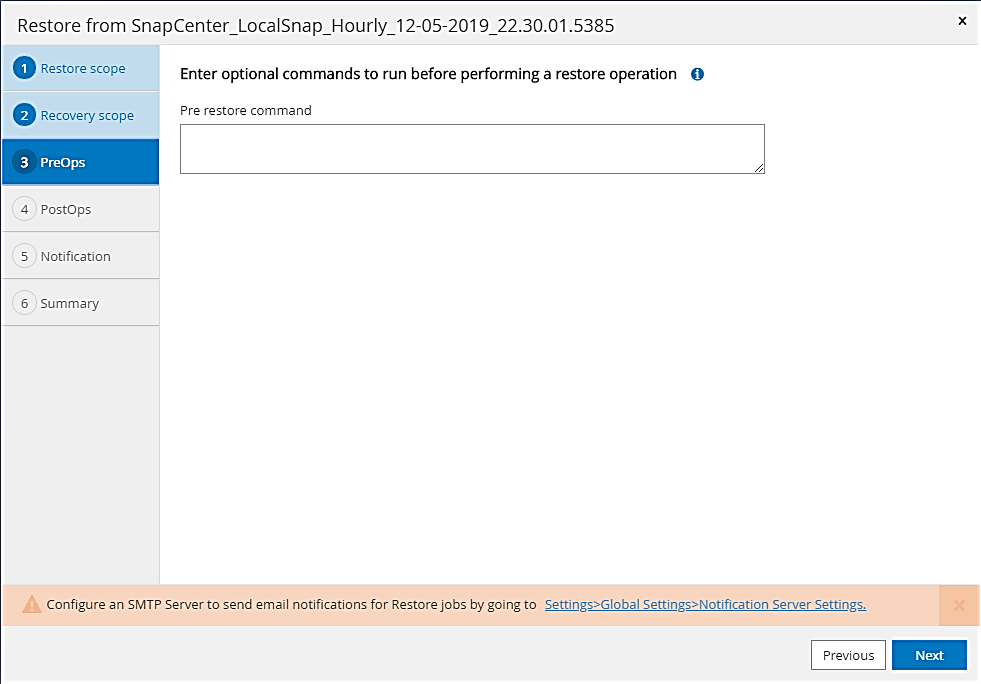 Restore from SnapCenter_LocalSnap_Hourly_12-05-2019_22.30.01.5385
x
1 Restore scope
2 Recovery scope
3 PreOps
4 PostOps
5 Notification
6 Summary
Enter optional commands to run before performing a restore operation i
Pre restore command
Configure an SMTP Server to send email notifications for Restore jobs by going to Settings>Global Settings>Notification Server Settings. x
Previous Next